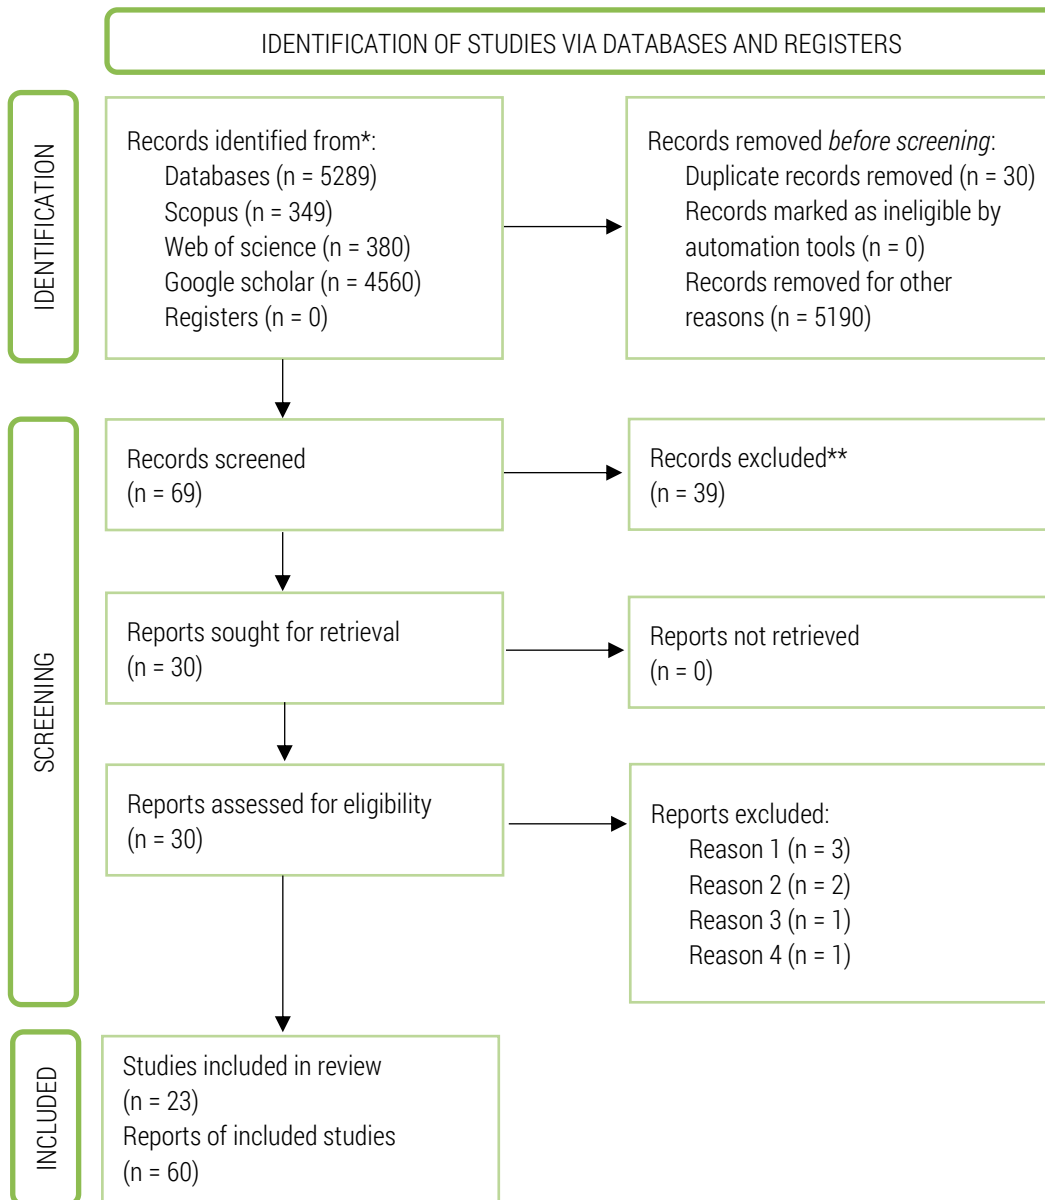 IDENTIFICATION OF STUDIES VIA DATABASES AND REGISTERS
IDENTIFICATION
Records identified from*:
Databases (n = 5289)
Scopus (n = 349)
Web of science (n = 380)
Google scholar (n = 4560)
Registers (n = 0)
Records removed before screening:
Duplicate records removed (n = 30)
Records marked as ineligible by
automation tools (n = 0)
Records removed for other
reasons (n = 5190)
SCREENING
Records screened
(n = 69)
Records excluded**
(n = 39)
Reports sought for retrieval
(n = 30)
Reports not retrieved
(n = 0)
Reports assessed for eligibility
(n = 30)
Reports excluded:
Reason 1 (n = 3)
Reason 2 (n = 2)
Reason 3 (n = 1)
Reason 4 (n = 1)
INCLUDED
Studies included in review
(n = 23)
Reports of included studies
(n = 60)